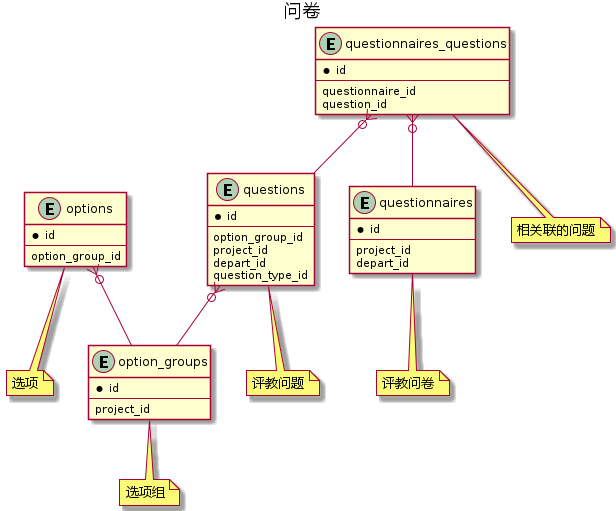 问卷
E questionnaires_questions
id
questionnaire_id
question_id
E options
id
option_group_id
E questions
id
option_group_id
project_id
depart_id
question_type_id
E questionnaires
id
project_id
depart_id
相关联的问题
选项
E option_groups
id
project_id
评教问题
评教问卷
选项组